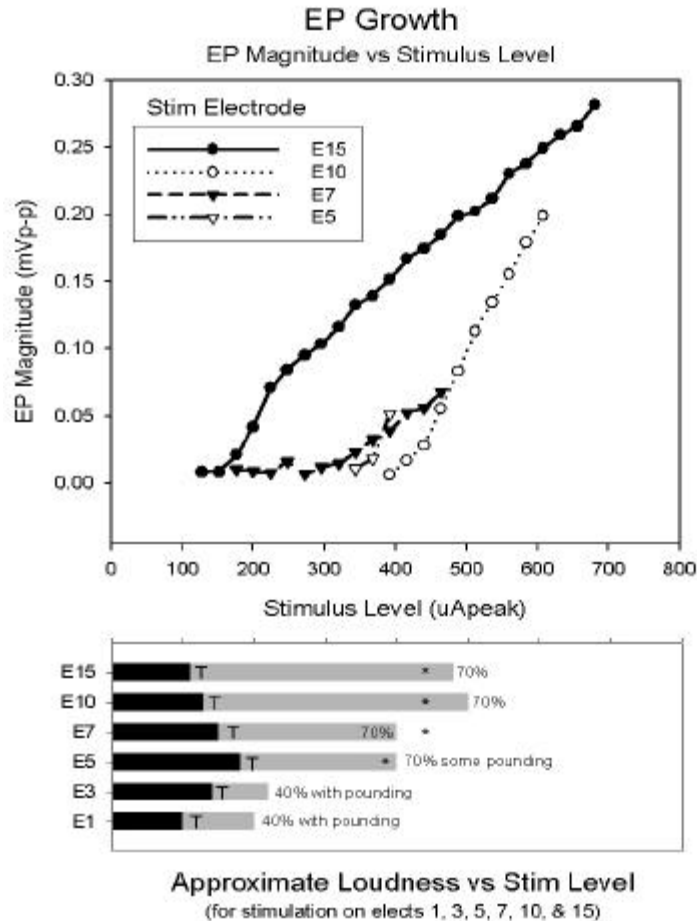 EP Growth
EP Magnitude vs Stimulus Level
0.30
0.25
0.20
0.15
0.10
0.05
0.00
EP Magnitude (mVp-p)
Stim Electrode
E15
E10
E7
E5
0 100 200 300 400 500 600 700 800
Stimulus Level (uApeak)
E15 T * 70%
E10 T * 70%
E7 T 70% *
E5 T * 70% some pounding
E3 T 40% with pounding
E1 T 40% with pounding
Approximate Loudness vs Stim Level
(for stimulation on elects 1, 3, 5, 7, 10, & 15)